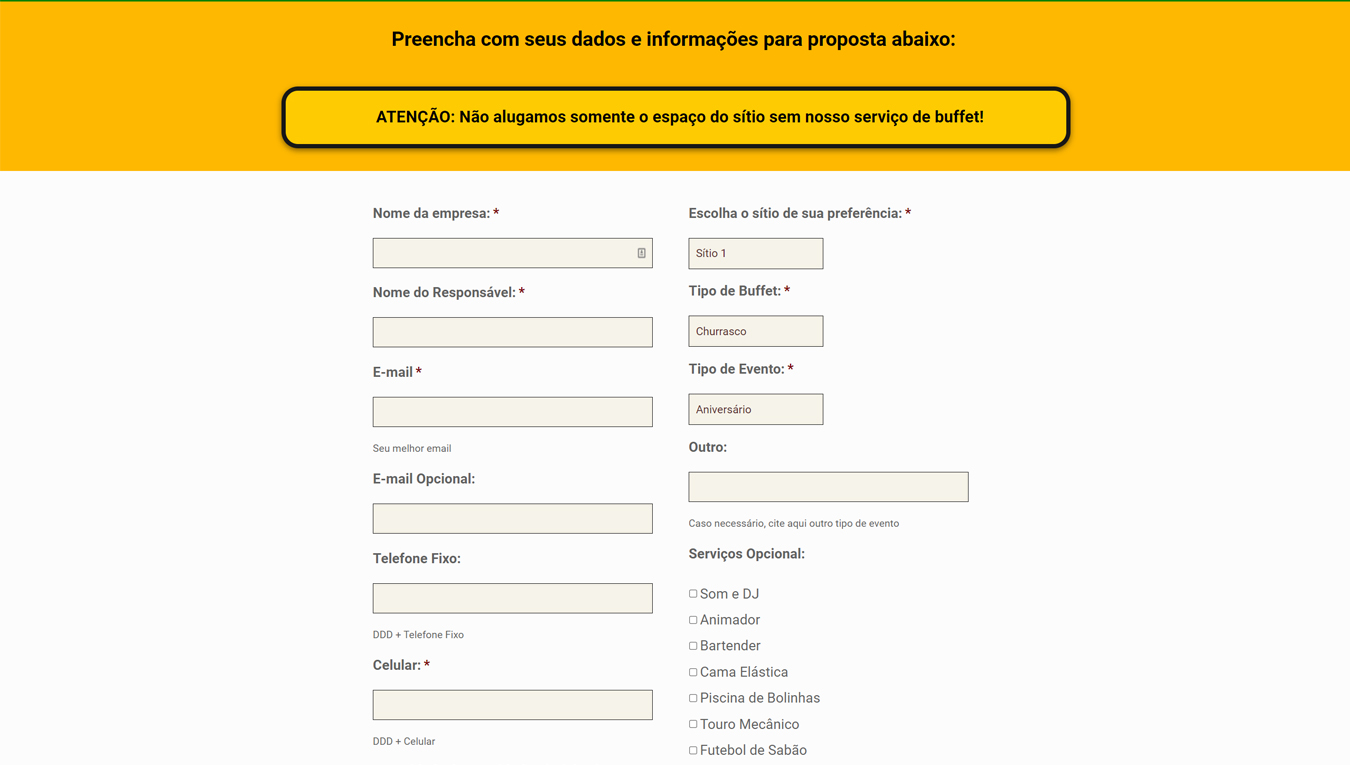 Preencha com seus dados e informações para proposta abaixo:
ATENÇÃO: Não alugamos somente o espaço do sítio sem nosso serviço de buffet!
Nome da empresa: *
Nome do Responsável: *
E-mail *
Seu melhor email
E-mail Opcional:
Telefone Fixo:
DDD + Telefone Fixo
Celular: *
DDD + Celular
Escolha o sítio de sua preferência: *
Sítio 1
Tipo de Buffet: *
Churrasco
Tipo de Evento: *
Aniversário
Outro:
Caso necessário, cite aqui outro tipo de evento
Serviços Opcional:
Som e DJ
Animador
Bartender
Cama Elástica
Piscina de Bolinhas
Touro Mecânico
Futebol de Sabão